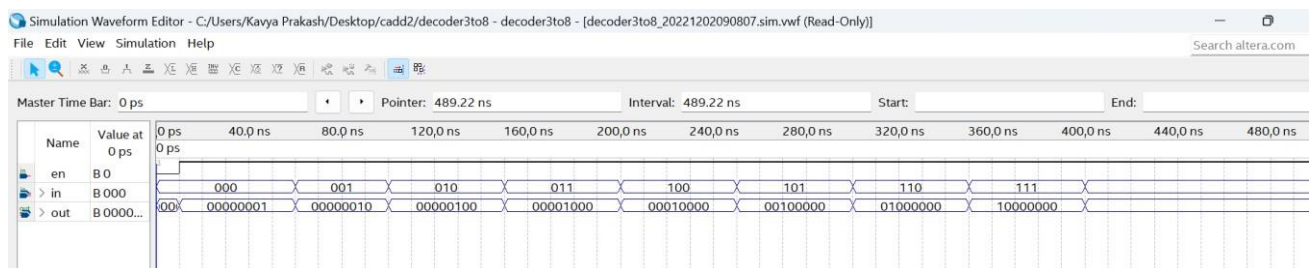 Simulation Waveform Editor - C:/Users/Kavya Prakash/Desktop/cadd2/decoder3to8 - decoder3to8 - [decoder3to8_20221202090807.sim.vwf (Read-Only)]
File Edit View Simulation Help
Search altera.com
Master Time Bar: 0 ps Pointer: 489.22 ns Interval: 489.22 ns Start: End:
Name Value at 0 ps
0 ps 40.0 ns 80.0 ns 120.0 ns 160.0 ns 200.0 ns 240.0 ns 280.0 ns 320.0 ns 360.0 ns 400.0 ns 440.0 ns 480.0 ns
0 ps
en B 0
> in B 000 000 001 010 011 100 101 110 111
> out B 0000... 00 00000001 00000010 00000100 00001000 00010000 00100000 01000000 10000000